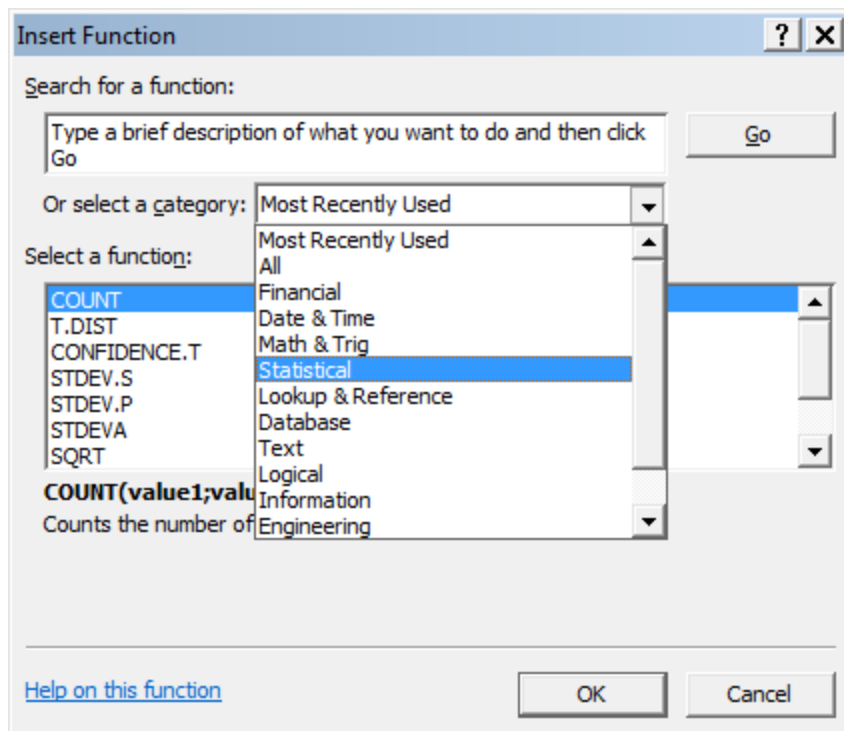 Insert Function
Search for a function:
Type a brief description of what you want to do and then click
Go
Go
Or select a category:
Most Recently Used
Most Recently Used
All
Financial
Date & Time
Math & Trig
Statistical
Lookup & Reference
Database
Text
Logical
Information
Engineering
Select a function:
COUNT
T.DIST
CONFIDENCE.T
STDEV.S
STDEV.P
STDEVA
SQRT
COUNT(value1;valu
Counts the number of
Help on this function
OK
Cancel